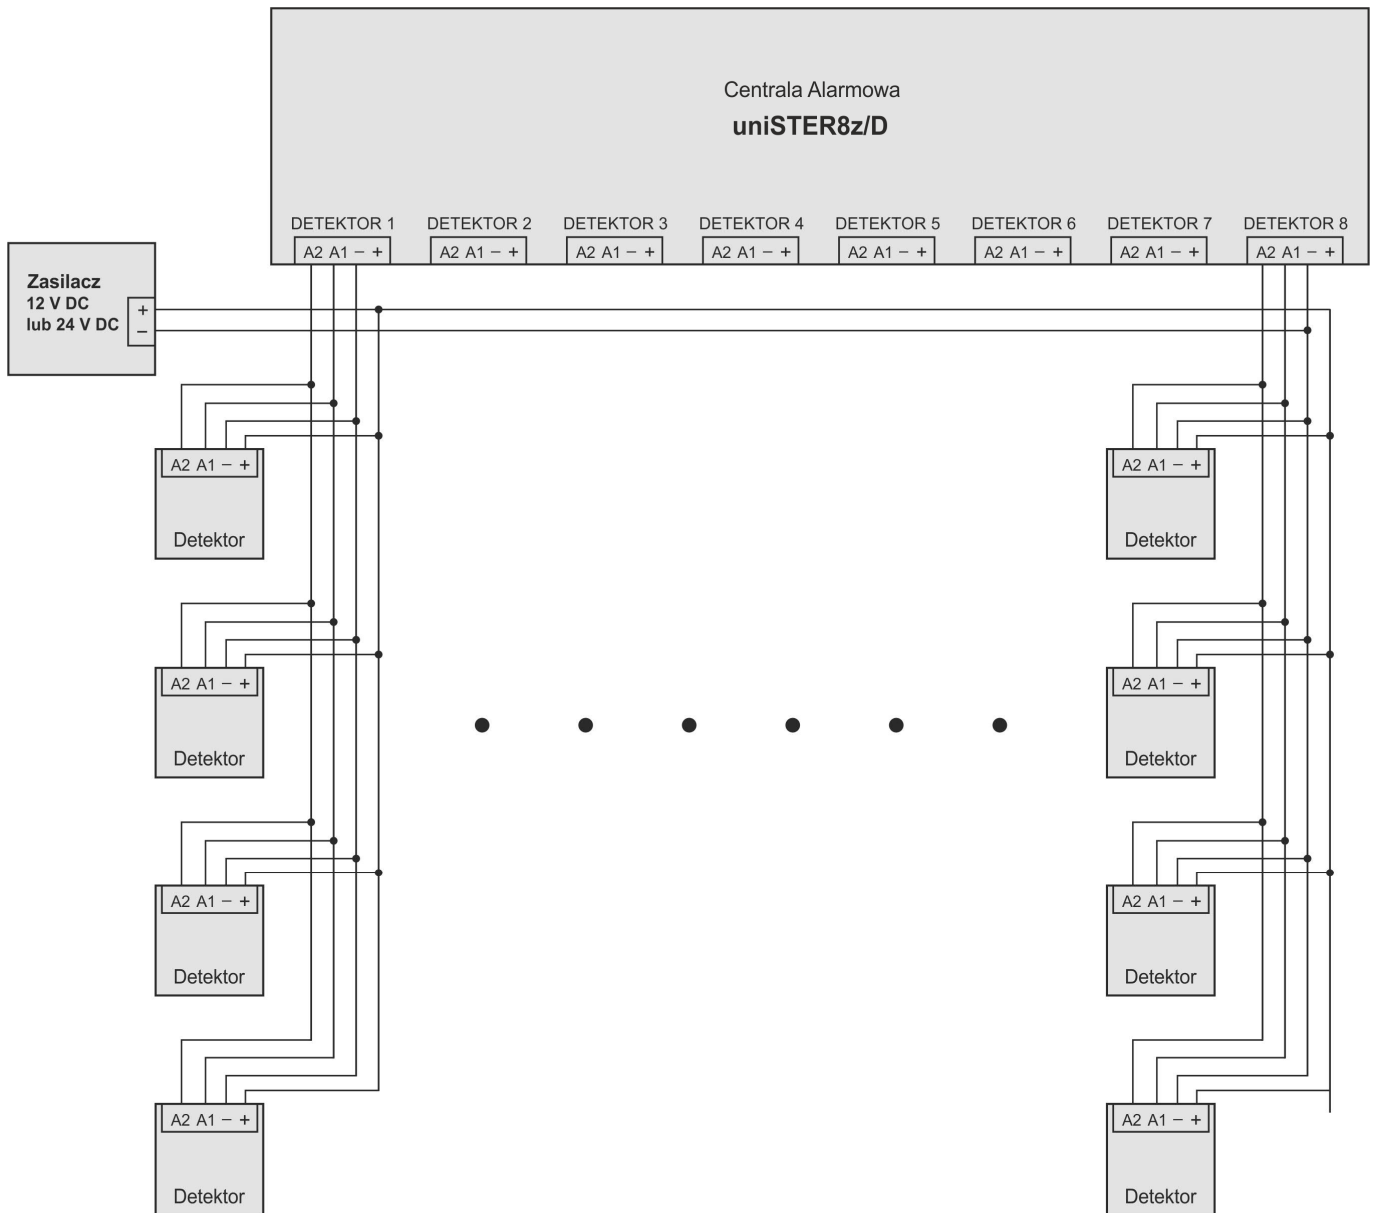 Centrala Alarmowa
uniSTER8z/D
DETEKTOR 1 DETEKTOR 2 DETEKTOR 3 DETEKTOR 4 DETEKTOR 5 DETEKTOR 6 DETEKTOR 7 DETEKTOR 8
A2 A1 − + A2 A1 − + A2 A1 − + A2 A1 − + A2 A1 − + A2 A1 − + A2 A1 − + A2 A1 − +
Zasilacz
12 V DC
lub 24 V DC
+
−
A2 A1 − +
Detektor
A2 A1 − +
Detektor
A2 A1 − +
Detektor
A2 A1 − +
Detektor
A2 A1 − +
Detektor
A2 A1 − +
Detektor
A2 A1 − +
Detektor
A2 A1 − +
Detektor